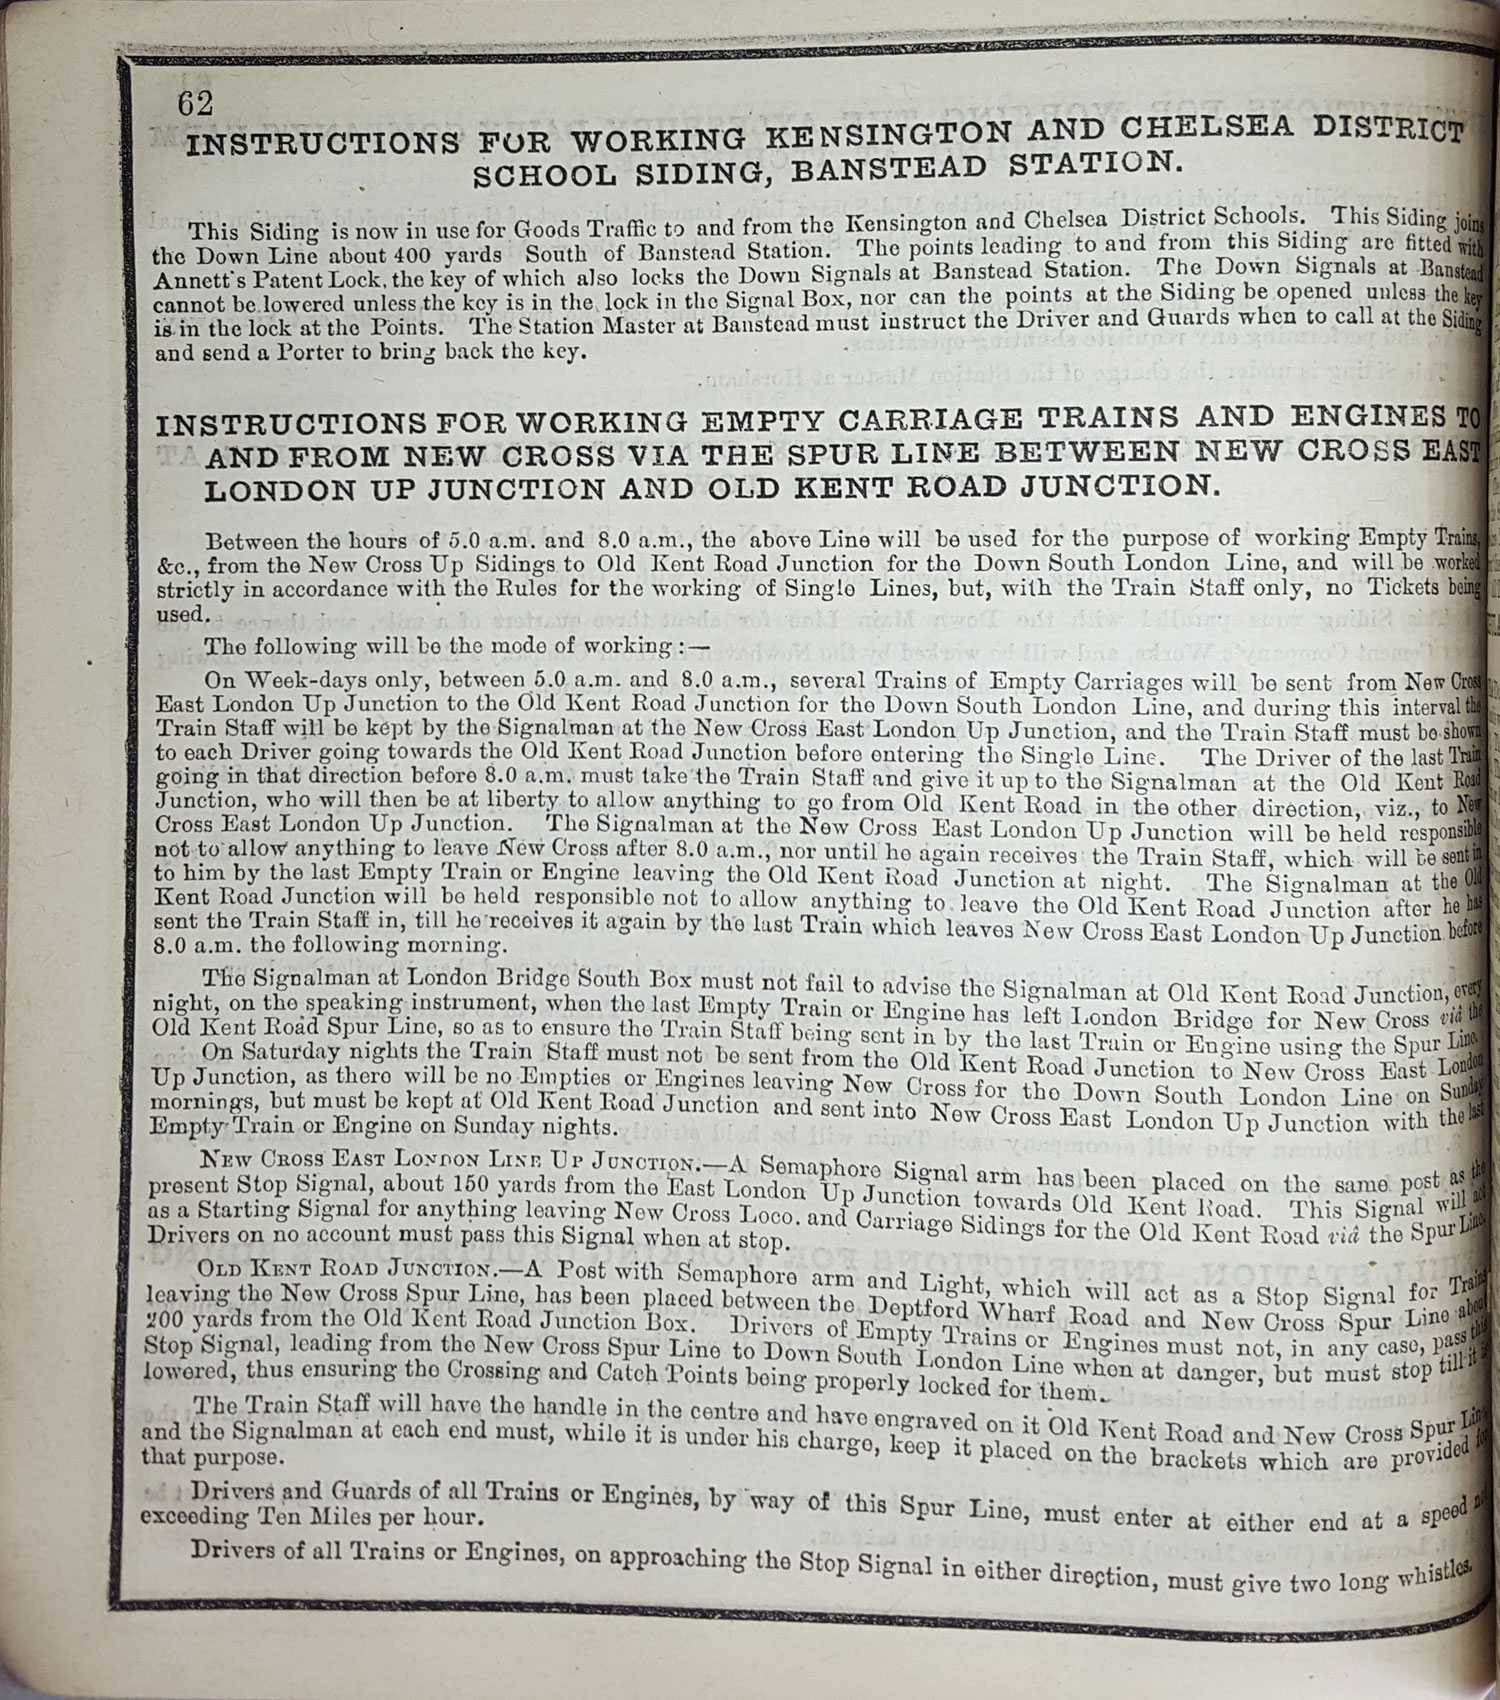 62
INSTRUCTIONS FOR WORKING KENSINGTON AND CHELSEA DISTRICT
SCHOOL SIDING, BANSTEAD STATION.
This Siding is now in use for Goods Traffic to and from the Kensington and Chelsea District Schools. This Siding joins
the Down Line about 400 yards South of Banstead Station. The points leading to and from this Siding are fitted with
Annett's Patent Lock, the key of which also locks the Down Signals at Banstead Station. The Down Signals at Banstead
cannot be lowered unless the key is in the lock in the Signal Box, nor can the points at the Siding be opened unless the key
is in the lock at the Points. The Station Master at Banstead must instruct the Driver and Guards when to call at the Siding
and send a Porter to bring back the key.
INSTRUCTIONS FOR WORKING EMPTY CARRIAGE TRAINS AND ENGINES TO
AND FROM NEW CROSS VIA THE SPUR LINE BETWEEN NEW CROSS EAST
LONDON UP JUNCTION AND OLD KENT ROAD JUNCTION.
Between the hours of 5.0 a.m. and 8.0 a.m., the above Line will be used for the purpose of working Empty Trains,
&c., from the New Cross Up Sidings to Old Kent Road Junction for the Down South London Line, and will be worked
strictly in accordance with the Rules for the working of Single Lines, but, with the Train Staff only, no Tickets being
used.
The following will be the mode of working:—
On Week-days only, between 5.0 a.m. and 8.0 a.m., several Trains of Empty Carriages will be sent from New Cross
East London Up Junction to the Old Kent Road Junction for the Down South London Line, and during this interval the
Train Staff will be kept by the Signalman at the New Cross East London Up Junction, and the Train Staff must be shown
to each Driver going towards the Old Kent Road Junction before entering the Single Line. The Driver of the last Train
going in that direction before 8.0 a.m. must take the Train Staff and give it up to the Signalman at the Old Kent Road
Junction, who will then be at liberty to allow anything to go from Old Kent Road in the other direction, viz., to New
Cross East London Up Junction. The Signalman at the New Cross East London Up Junction will be held responsible
not to allow anything to leave New Cross after 8.0 a.m., nor until he again receives the Train Staff, which will be sent in
to him by the last Empty Train or Engine leaving the Old Kent Road Junction at night. The Signalman at the Old
Kent Road Junction will be held responsible not to allow anything to leave the Old Kent Road Junction after he has
sent the Train Staff in, till he receives it again by the last Train which leaves New Cross East London Up Junction before
8.0 a.m. the following morning.
The Signalman at London Bridge South Box must not fail to advise the Signalman at Old Kent Road Junction, every
night, on the speaking instrument, when the last Empty Train or Engine has left London Bridge for New Cross viâ the
Old Kent Road Spur Line, so as to ensure the Train Staff being sent in by the last Train or Engine using the Spur Line.
On Saturday nights the Train Staff must not be sent from the Old Kent Road Junction to New Cross East London
Up Junction, as there will be no Empties or Engines leaving New Cross for the Down South London Line on Sunday
mornings, but must be kept at Old Kent Road Junction and sent into New Cross East London Up Junction with the last
Empty Train or Engine on Sunday nights.
NEW CROSS EAST LONDON LINE UP JUNCTION.—A Semaphore Signal arm has been placed on the same post as the
present Stop Signal, about 150 yards from the East London Up Junction towards Old Kent Road. This Signal will act
as a Starting Signal for anything leaving New Cross Loco. and Carriage Sidings for the Old Kent Road viâ the Spur Line.
Drivers on no account must pass this Signal when at stop.
OLD KENT ROAD JUNCTION.—A Post with Semaphore arm and Light, which will act as a Stop Signal for Trains
leaving the New Cross Spur Line, has been placed between the Deptford Wharf Road and New Cross Spur Line about
200 yards from the Old Kent Road Junction Box. Drivers of Empty Trains or Engines must not, in any case, pass this
Stop Signal, leading from the New Cross Spur Line to Down South London Line when at danger, but must stop till it is
lowered, thus ensuring the Crossing and Catch Points being properly locked for them.
The Train Staff will have the handle in the centre and have engraved on it Old Kent Road and New Cross Spur Line,
and the Signalman at each end must, while it is under his charge, keep it placed on the brackets which are provided for
that purpose.
Drivers and Guards of all Trains or Engines, by way of this Spur Line, must enter at either end at a speed not
exceeding Ten Miles per hour.
Drivers of all Trains or Engines, on approaching the Stop Signal in either direction, must give two long whistles.